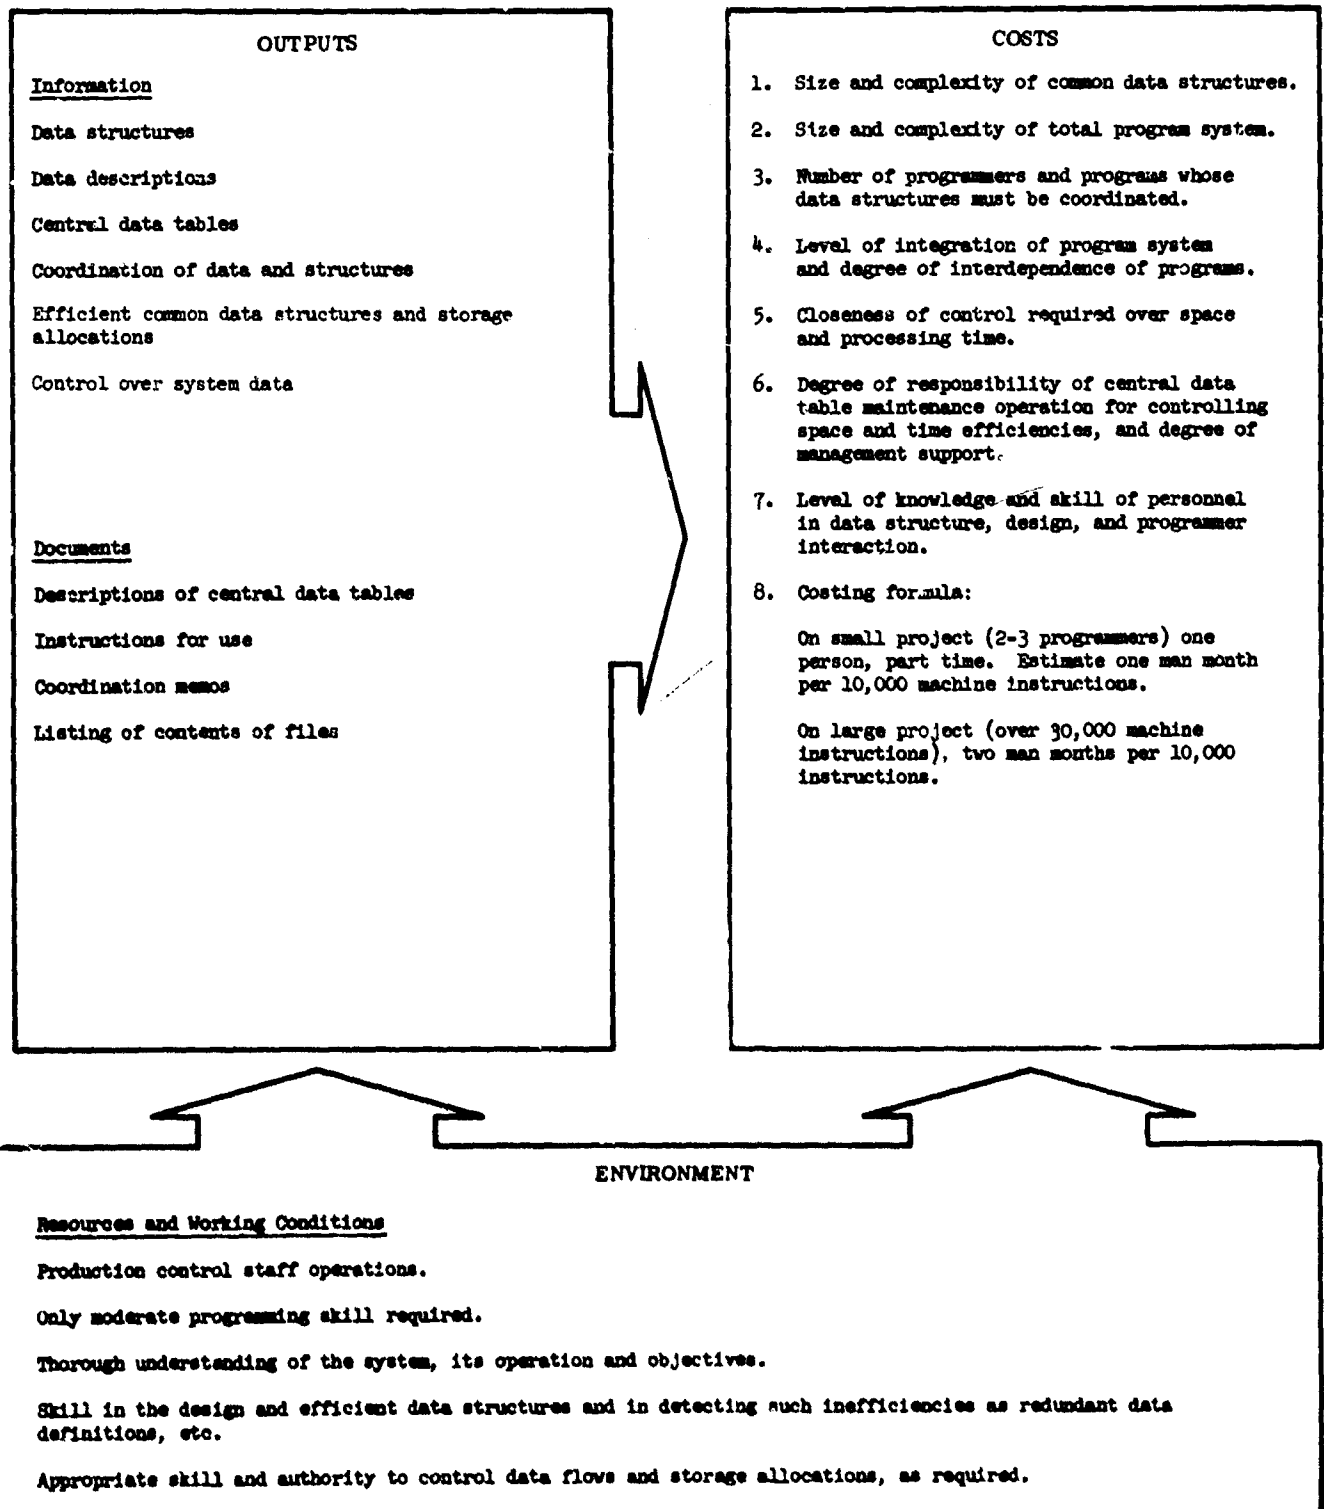 OUTPUTS
Information
Data structures
Data descriptions
Central data tables
Coordination of data and structures
Efficient common data structures and storage
allocations
Control over system data
Documents
Descriptions of central data tables
Instructions for use
Coordination memos
Listing of contents of files
COSTS
1. Size and complexity of common data structures.
2. Size and complexity of total program system.
3. Number of programmers and programs whose
data structures must be coordinated.
4. Level of integration of program system
and degree of interdependence of programs.
5. Closeness of control required over space
and processing time.
6. Degree of responsibility of central data
table maintenance operation for controlling
space and time efficiencies, and degree of
management support.
7. Level of knowledge and skill of personnel
in data structure, design, and programmer
interaction.
8. Costing formula:
On small project (2-3 programmers) one
person, part time. Estimate one man month
per 10,000 machine instructions.
On large project (over 30,000 machine
instructions), two man months per 10,000
instructions.
ENVIRONMENT
Resources and Working Conditions
Production control staff operations.
Only moderate programming skill required.
Thorough understanding of the system, its operation and objectives.
Skill in the design and efficient data structures and in detecting such inefficiencies as redundant data
definitions, etc.
Appropriate skill and authority to control data flows and storage allocations, as required.